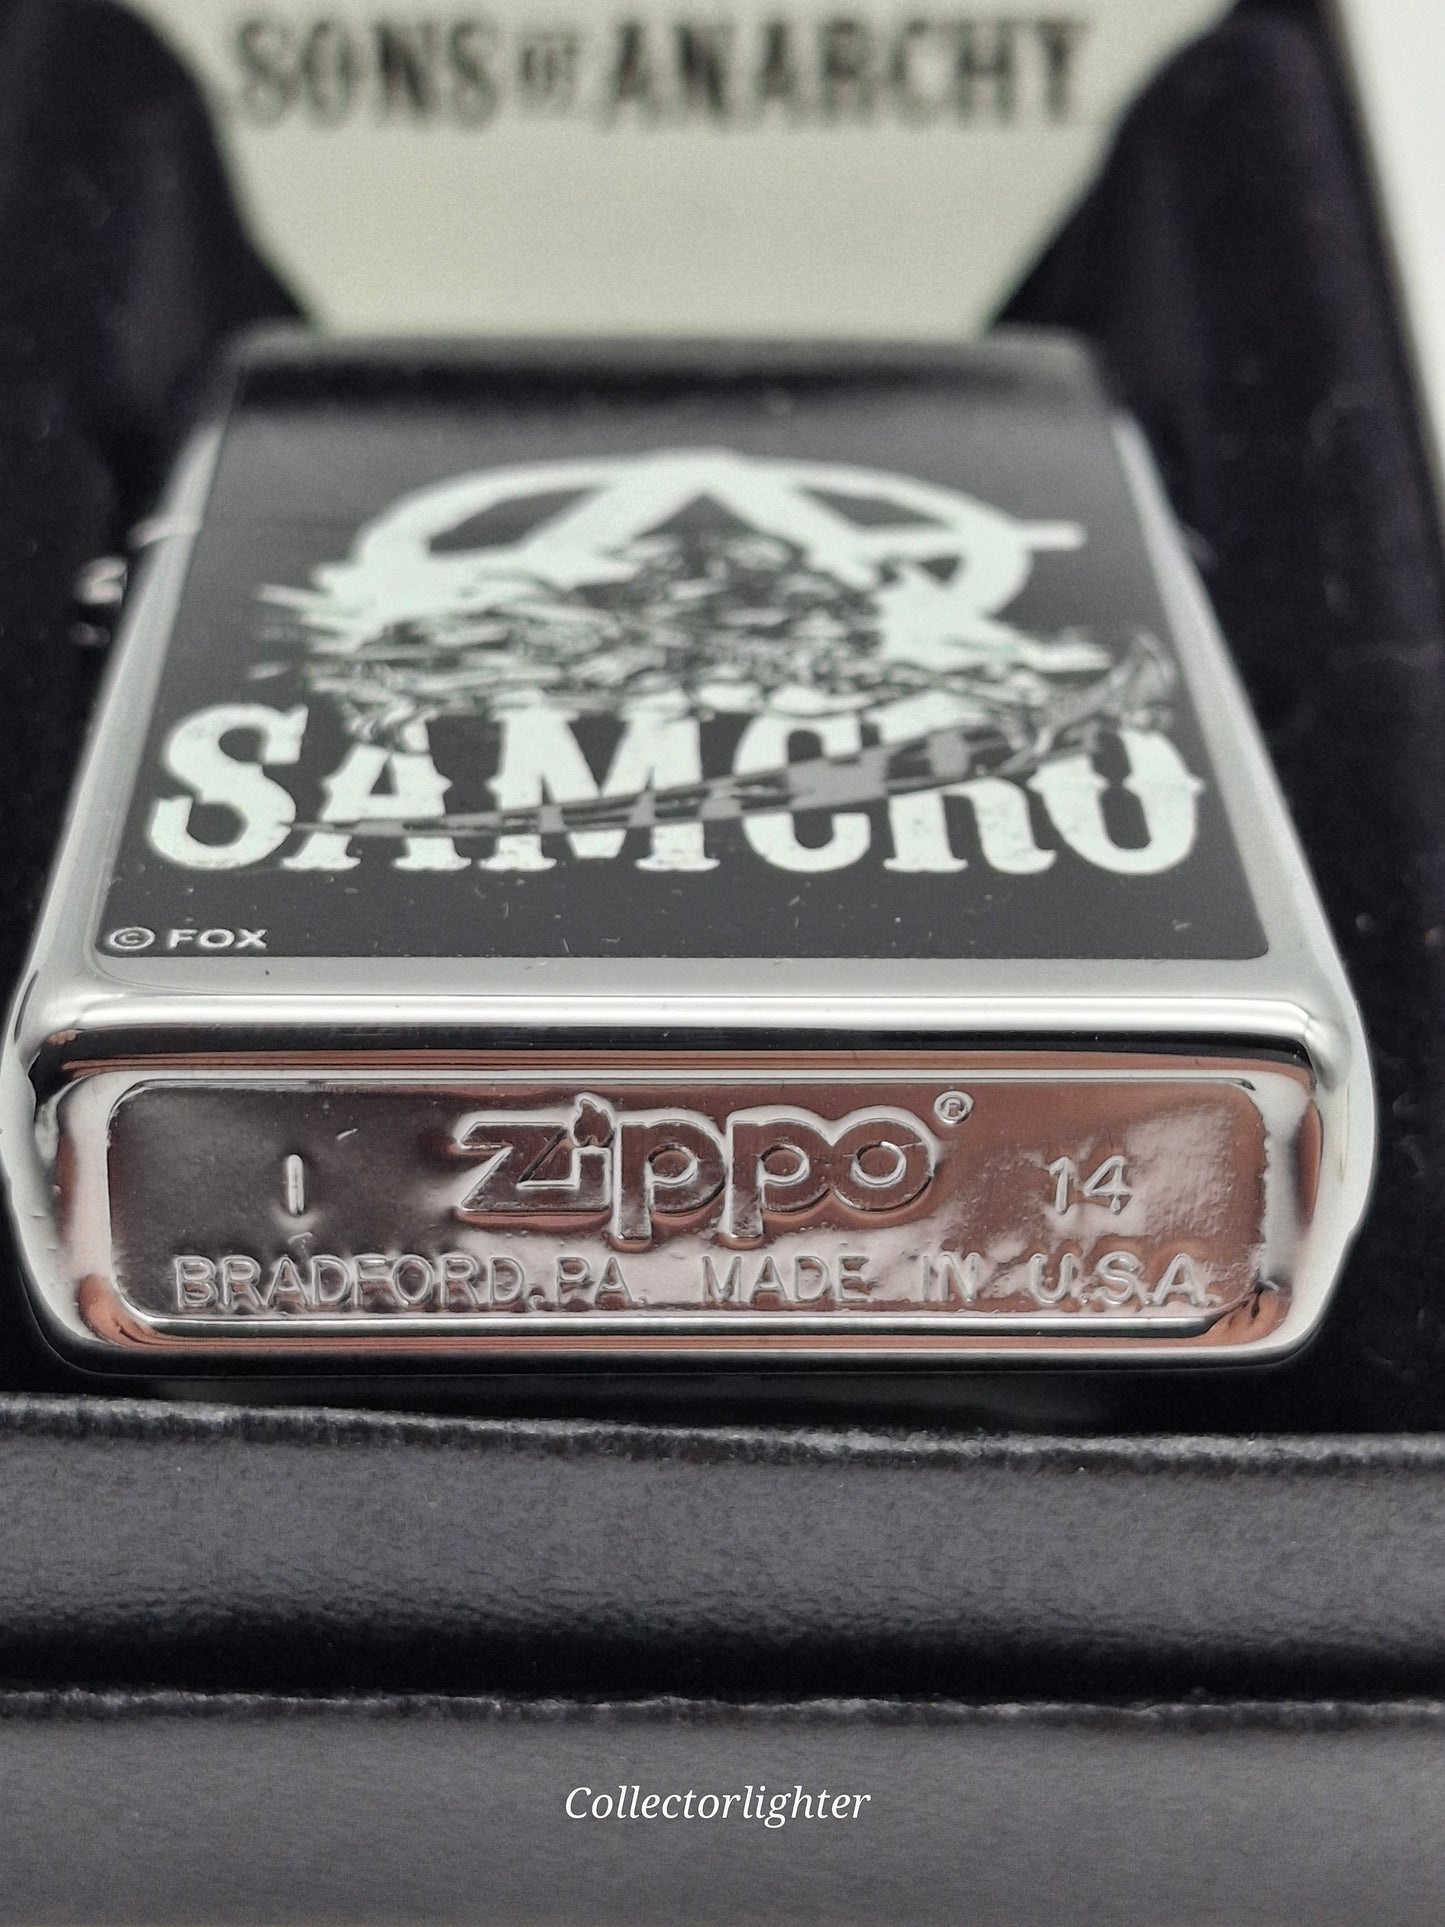 SONS OF ANARCHY
SAMCRO
© FOX
I zippo® 14
BRADFORD, PA. MADE IN U.S.A.
Collectorlighter